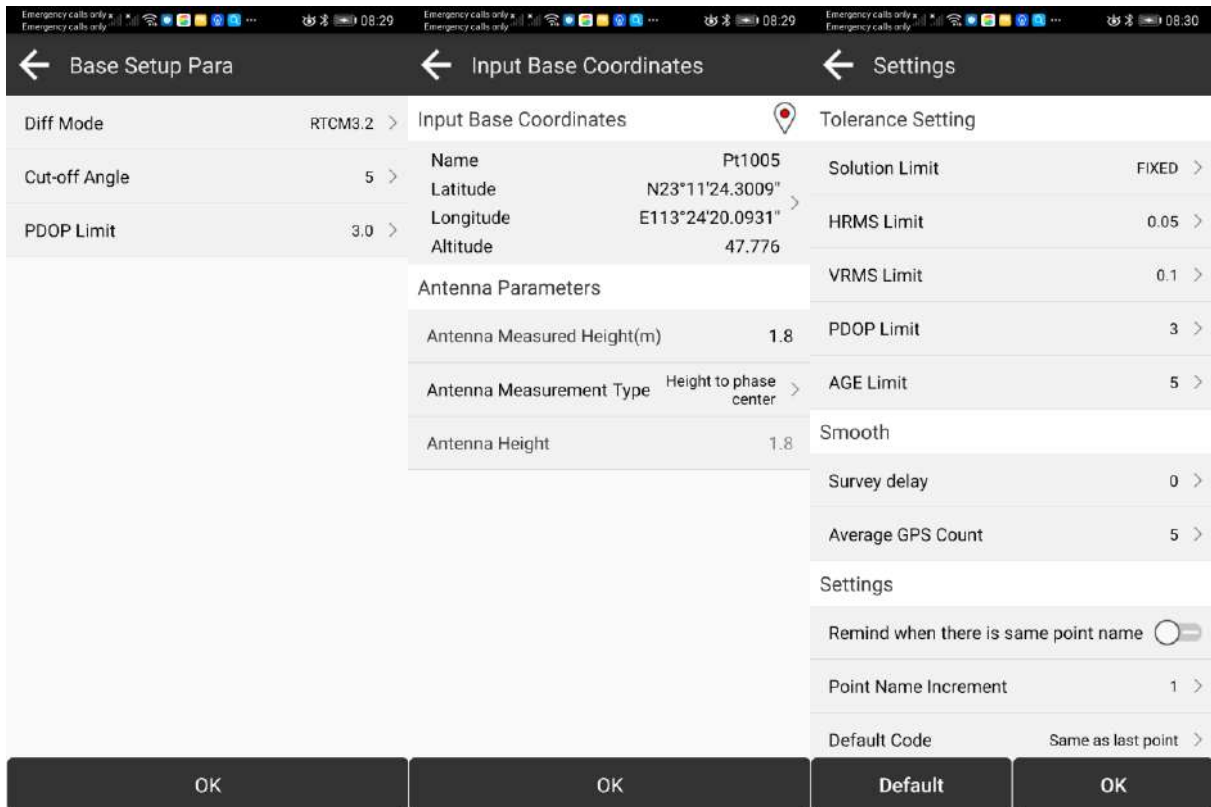 Emergency calls only
Emergency calls only
08:29
Base Setup Para
Diff Mode RTCM3.2
Cut-off Angle 5
PDOP Limit 3.0
OK
Emergency calls only
Emergency calls only
08:29
Input Base Coordinates
Input Base Coordinates
Name Pt1005
Latitude N23°11'24.3009"
Longitude E113°24'20.0931"
Altitude 47.776
Antenna Parameters
Antenna Measured Height(m) 1.8
Antenna Measurement Type Height to phase
center
Antenna Height 1.8
OK
Emergency calls only
Emergency calls only
08:30
Settings
Tolerance Setting
Solution Limit FIXED
HRMS Limit 0.05
VRMS Limit 0.1
PDOP Limit 3
AGE Limit 5
Smooth
Survey delay 0
Average GPS Count 5
Settings
Remind when there is same point name
Point Name Increment 1
Default Code Same as last point
Default OK